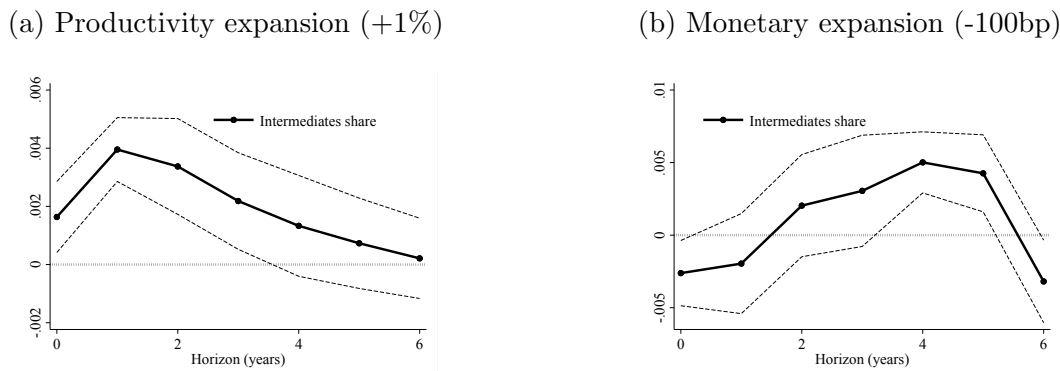 (a) Productivity expansion (+1%)
.006
.004
.002
0
-.002
Intermediates share
0 2 4 6
Horizon (years)
(b) Monetary expansion (-100bp)
.01
.005
0
-.005
Intermediates share
0 2 4 6
Horizon (years)